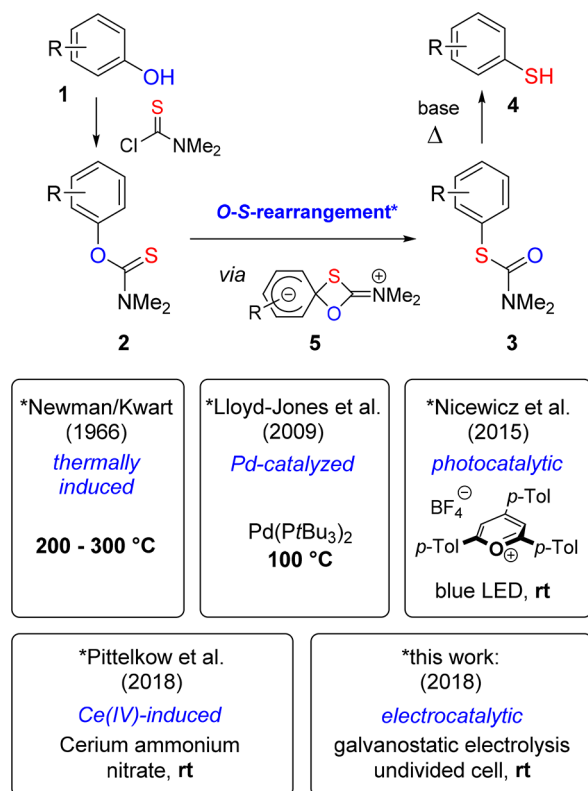 R
OH
1
S
Cl
NMe2
R
SH
4
base
Δ
R
O
S
NMe2
2
O-S-rearrangement*
via
R
⊖
S
O
⊕
NMe2
5
R
S
O
NMe2
3
*Newman/Kwart
(1966)
thermally
induced
200 - 300 °C
*Lloyd-Jones et al.
(2009)
Pd-catalyzed
Pd(PtBu3)2
100 °C
*Nicewicz et al.
(2015)
photocatalytic
BF4⊖
p-Tol
p-Tol
p-Tol
O
⊕
blue LED, rt
*Pittelkow et al.
(2018)
Ce(IV)-induced
Cerium ammonium
nitrate, rt
*this work:
(2018)
electrocatalytic
galvanostatic electrolysis
undivided cell, rt